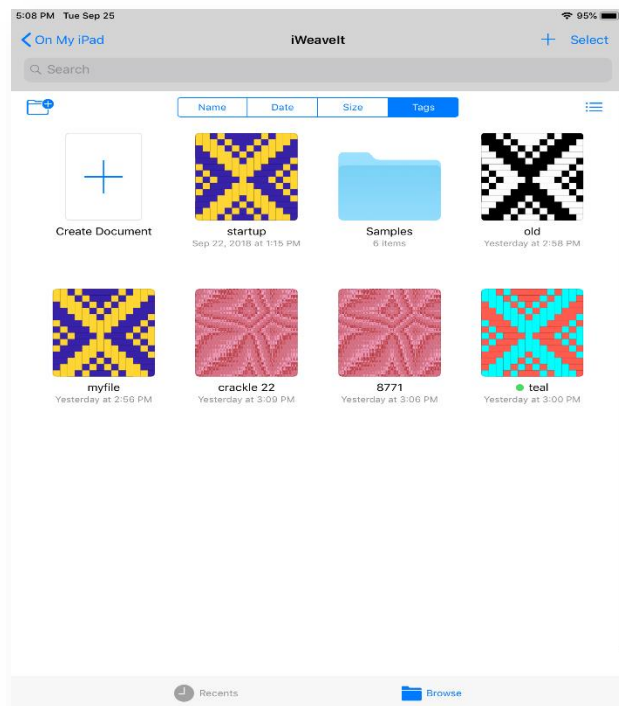 5:08 PM Tue Sep 25 95%
On My iPad iWeaveIt Select
Search
Name Date Size Tags
Create Document startup Samples old
Sep 22, 2018 at 1:15 PM 6 items Yesterday at 2:58 PM
myfile crackle 22 8771 teal
Yesterday at 2:56 PM Yesterday at 3:09 PM Yesterday at 3:06 PM Yesterday at 3:00 PM
Recents Browse